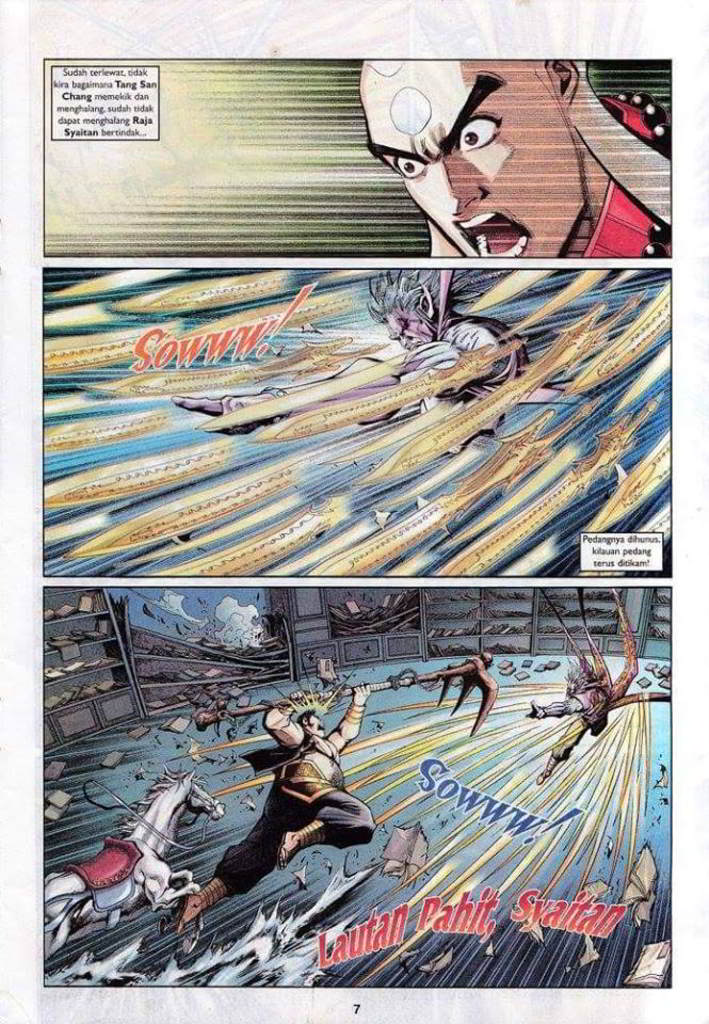 Sudah terlewat, tidak
kira bagaimana Tang San
Chang memekik dan
menghalang, sudah tidak
dapat menghalang Raja
Syaitan bertindak...
Sowww!
Pedangnya dihunus,
kilauan pedang
terus ditikam!
Sowww!
Lautan Pahit, Syaitan
7